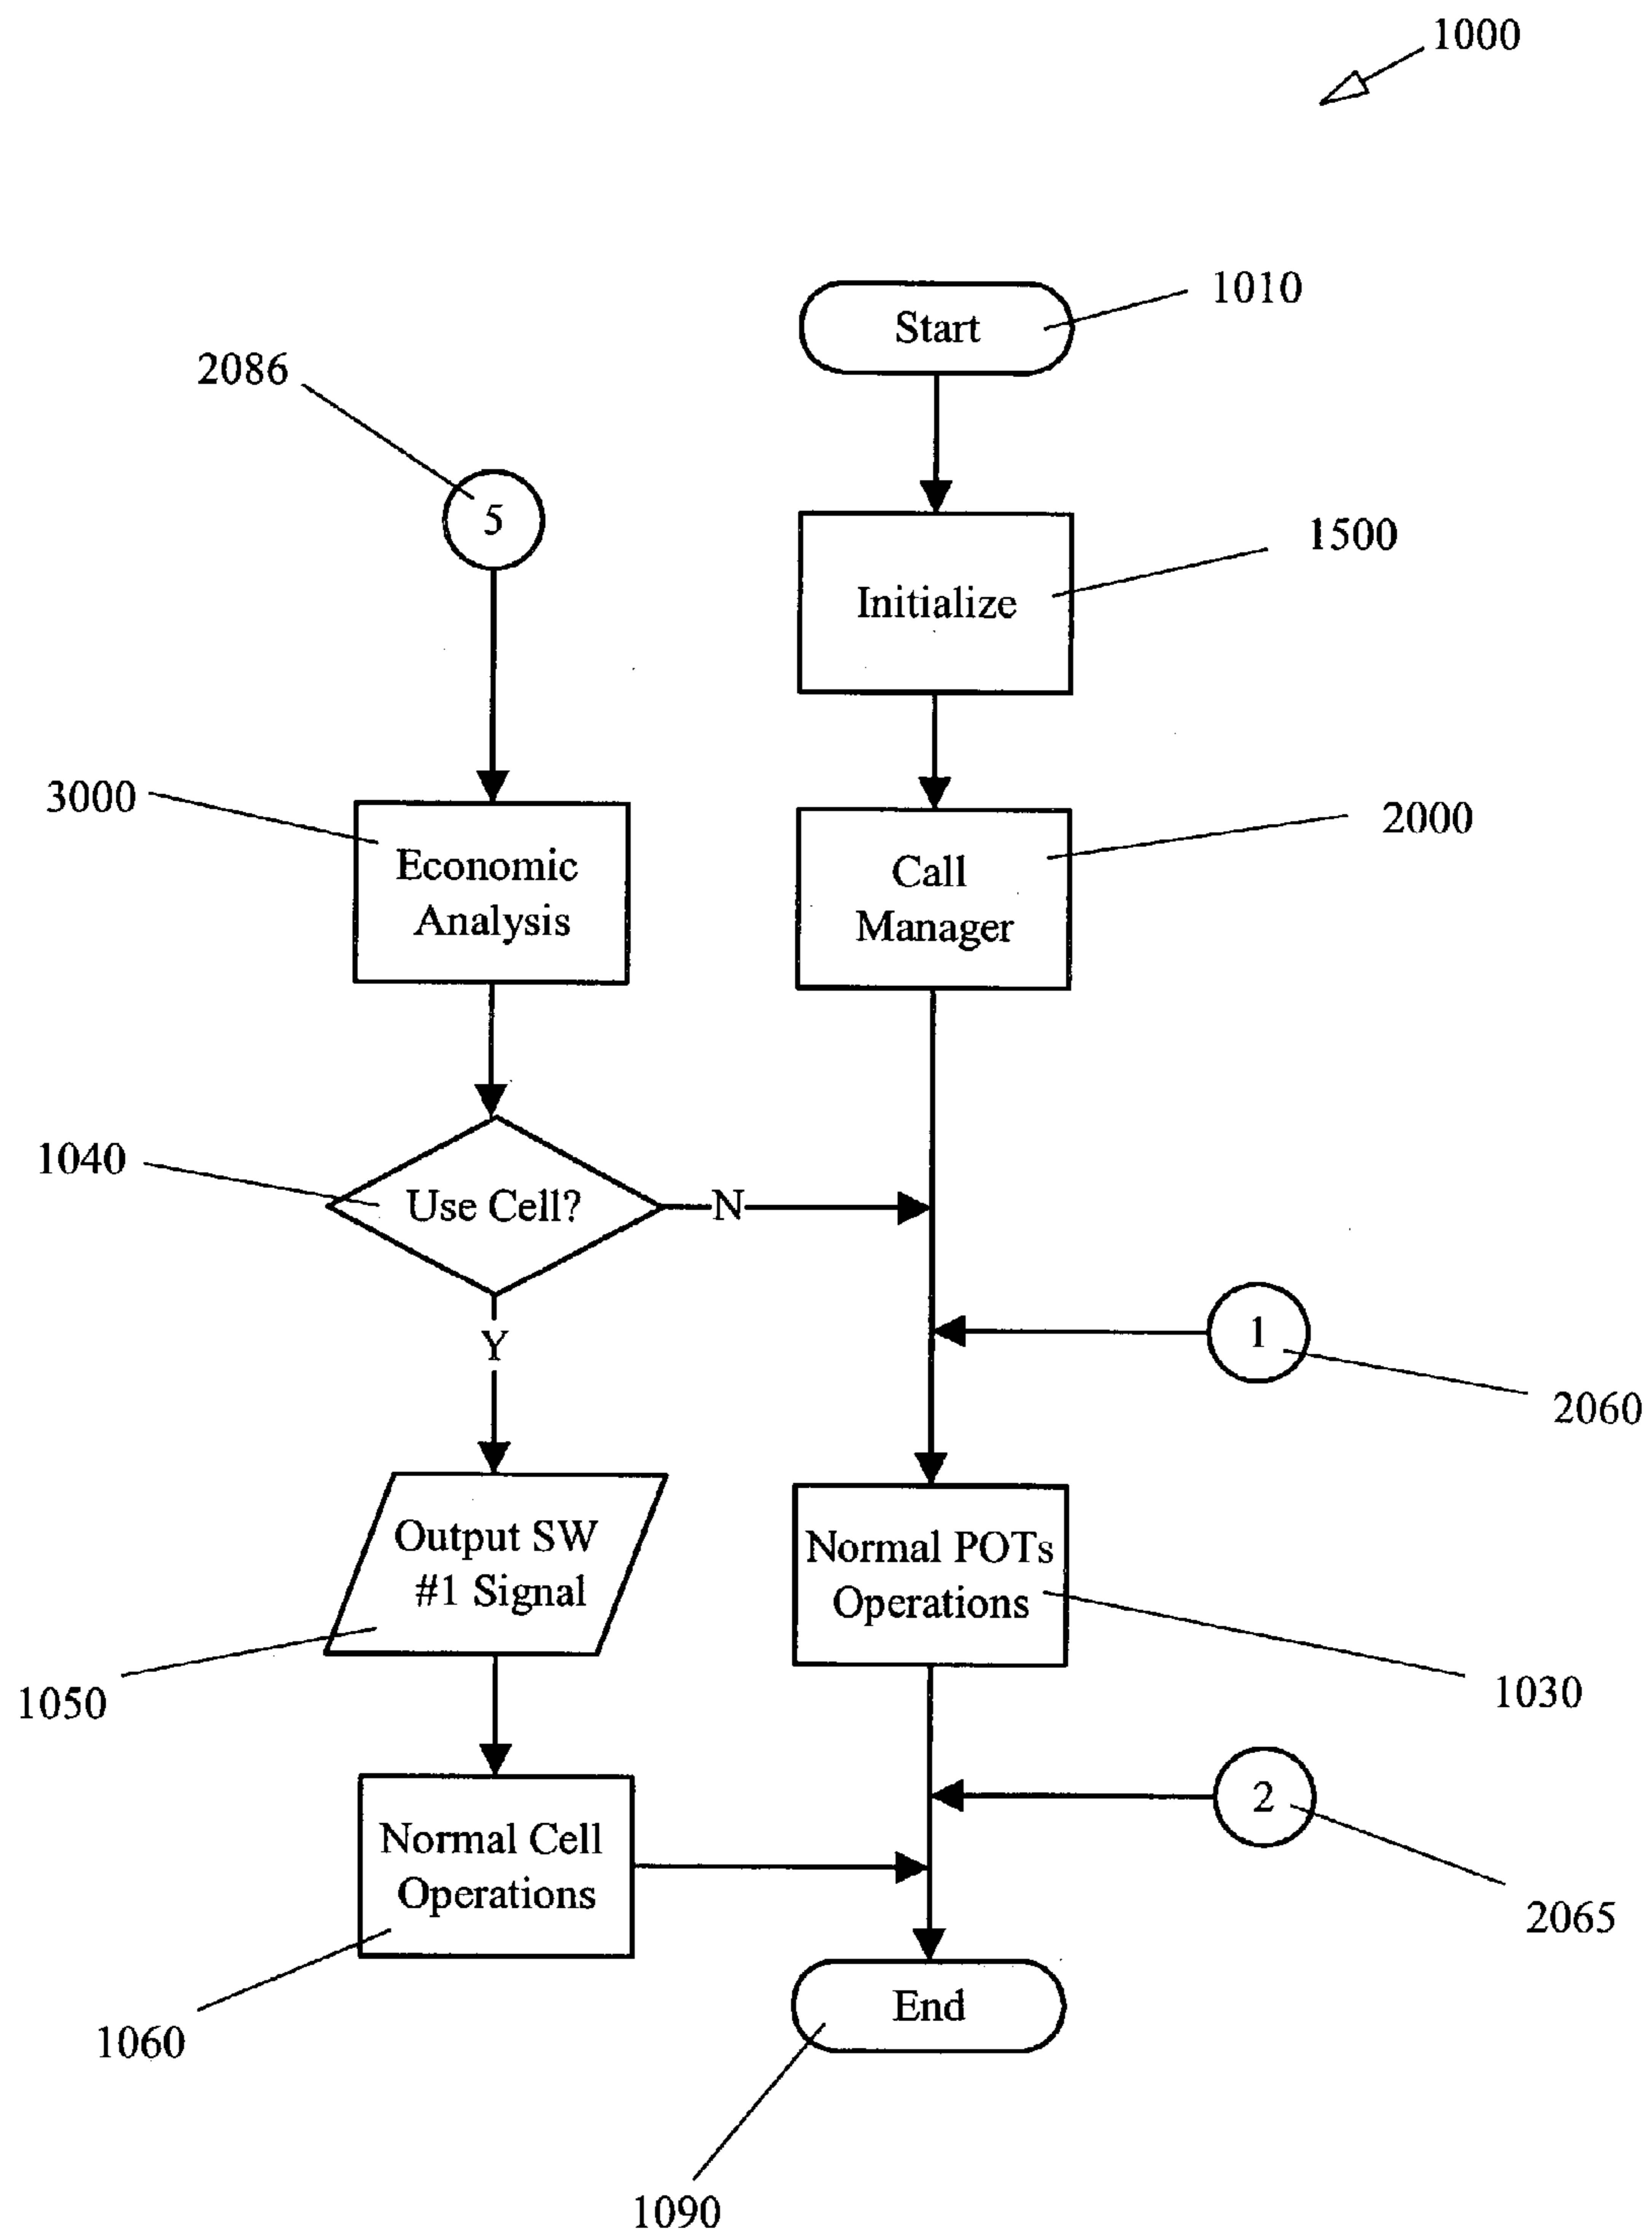 1000
Start
1010
2086
5
Initialize
1500
3000
Economic
Analysis
Call
Manager
2000
1040
Use Cell?
N
Y
1
2060
Output SW
#1 Signal
1050
Normal POTs
Operations
1030
2
2065
Normal Cell
Operations
1060
End
1090